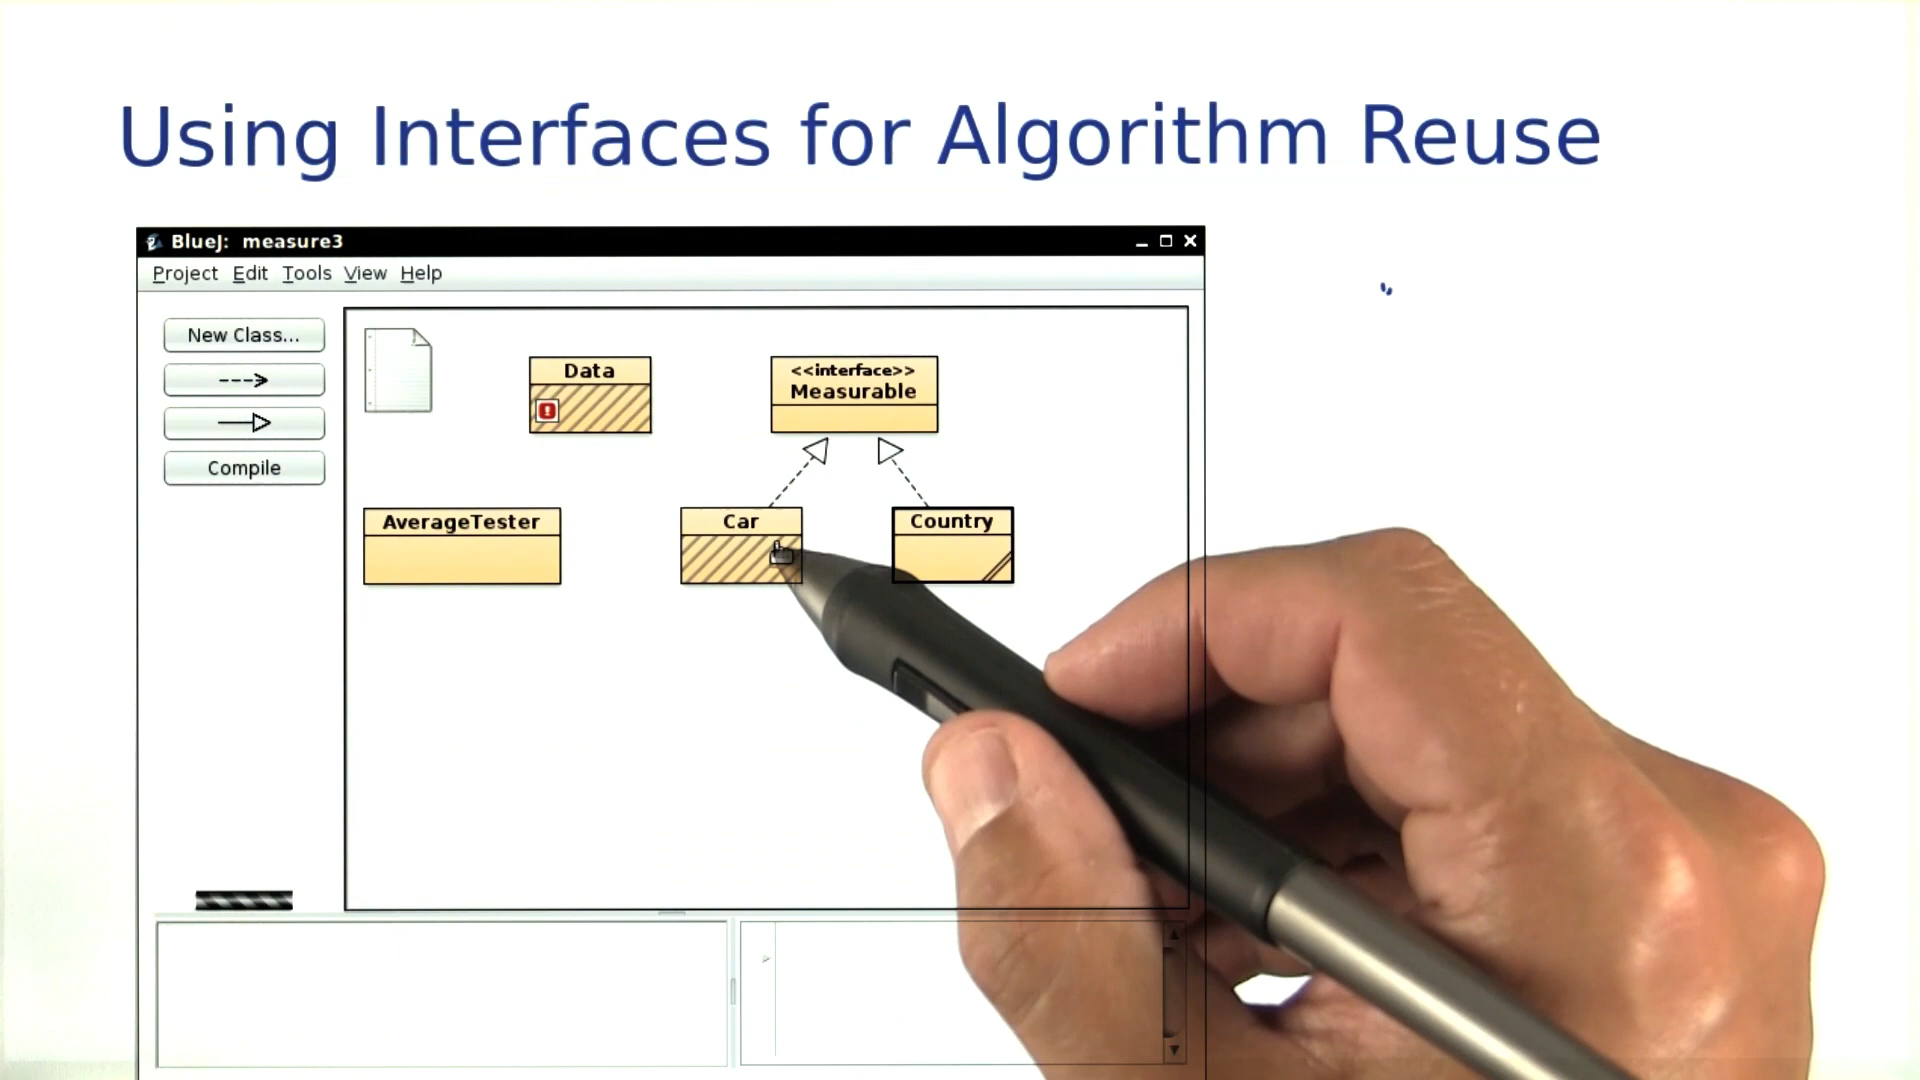 Using Interfaces for Algorithm Reuse
BlueJ: measure3
Project Edit Tools View Help
New Class...
Compile
Data
<<interface>>
Measurable
AverageTester
Car
Country